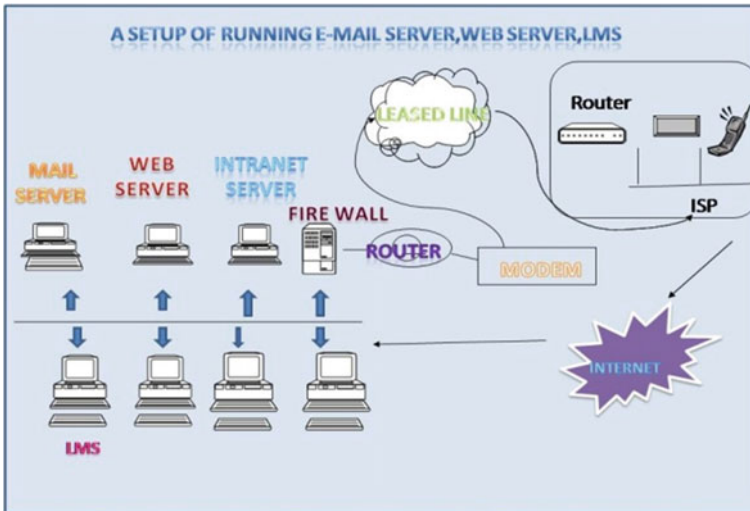 A SETUP OF RUNNING E-MAIL SERVER,WEB SERVER,LMS
LEASED LINE
Router
ISP
MAIL
SERVER
WEB
SERVER
INTRANET
SERVER
FIRE WALL
ROUTER
MODEM
INTERNET
LMS